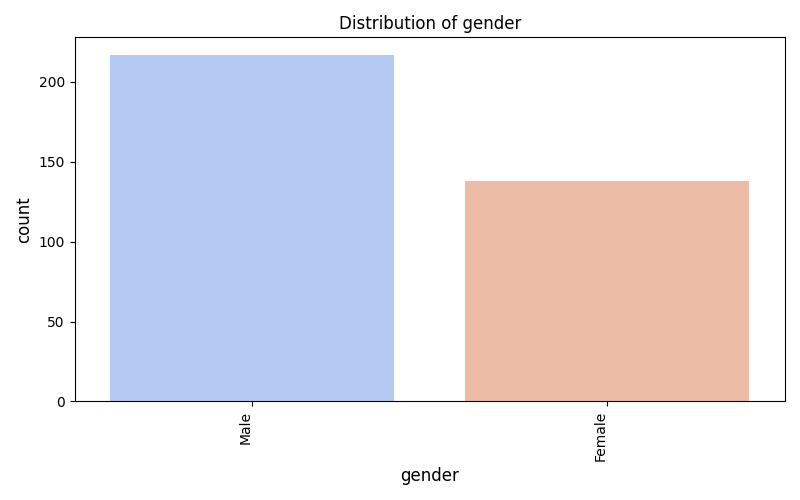 Distribution of gender
count
200
150
100
50
0
Male
Female
gender